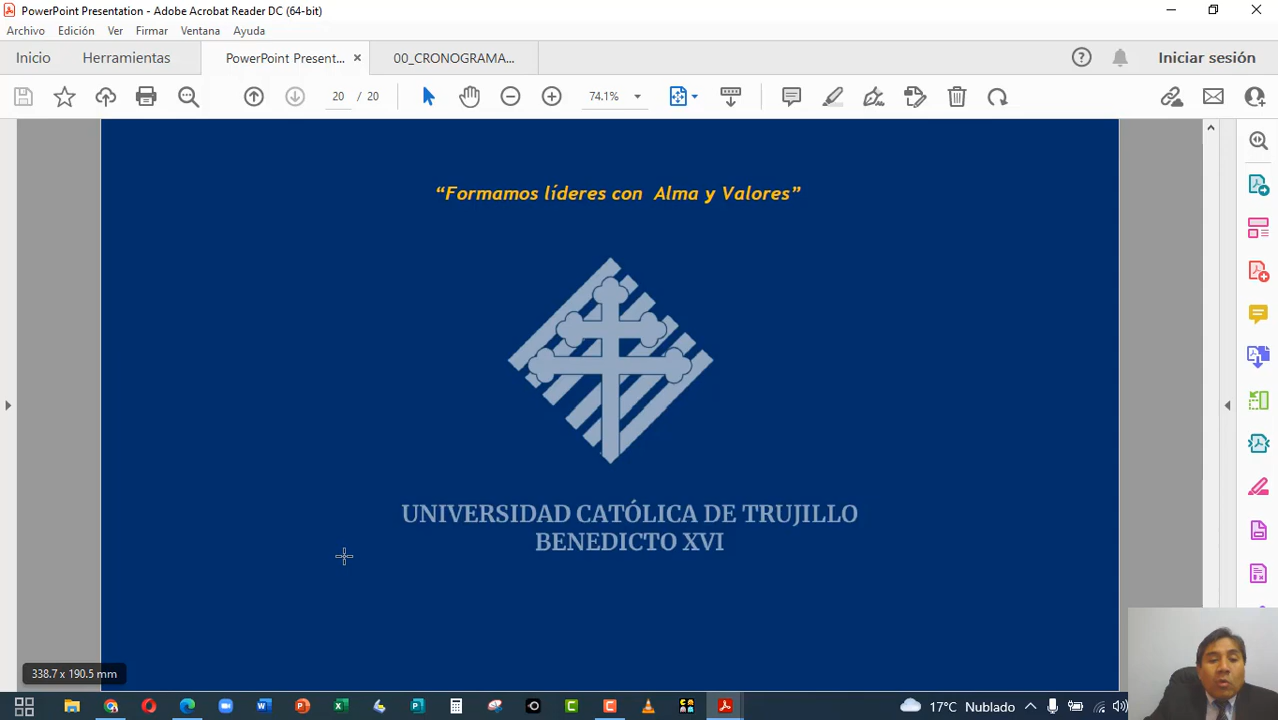 PowerPoint Presentation - Adobe Acrobat Reader DC (64-bit)
Archivo Edición Ver Firmar Ventana Ayuda
Inicio Herramientas PowerPoint Present... × 00_CRONOGRAMA... Iniciar sesión
20 / 20 74.1%
“Formamos líderes con Alma y Valores”
UNIVERSIDAD CATÓLICA DE TRUJILLO
BENEDICTO XVI
338.7 x 190.5 mm
17°C Nublado